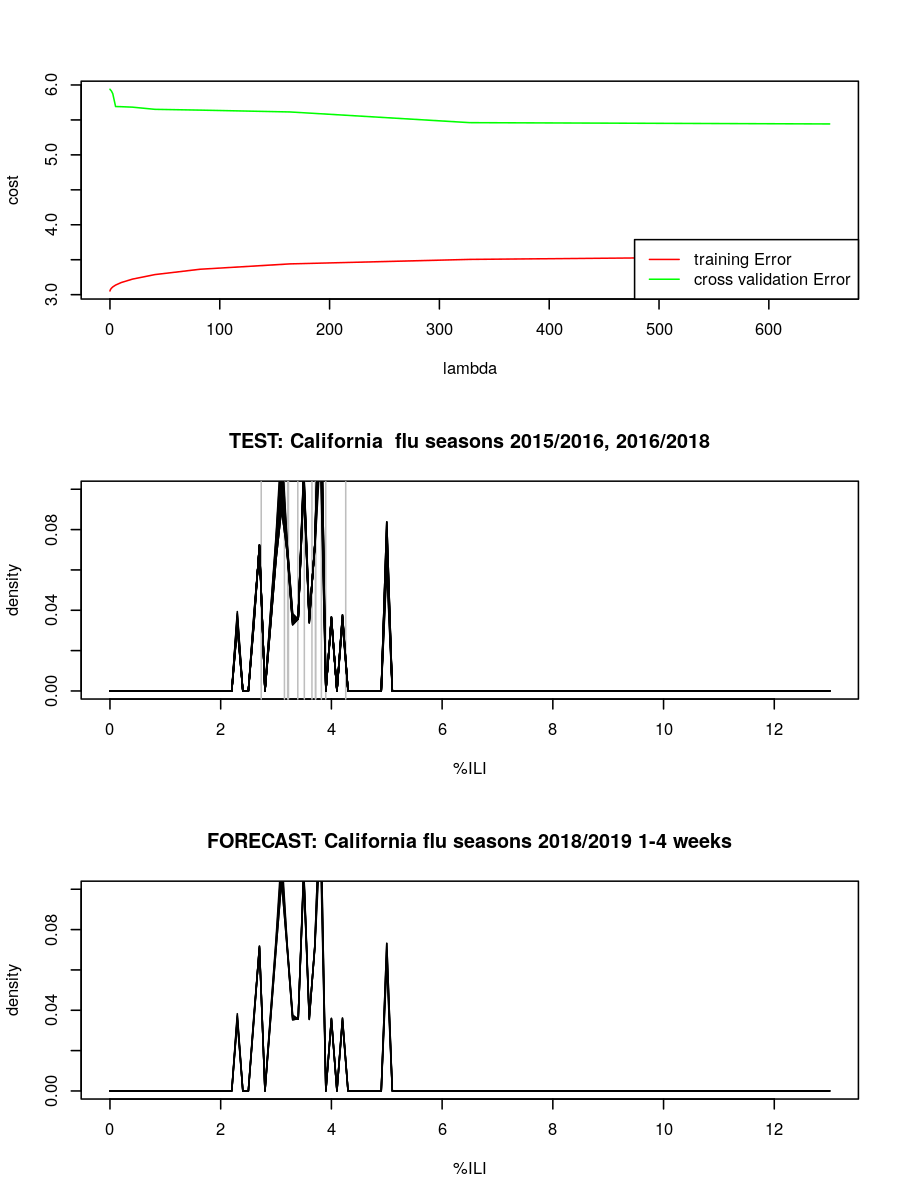 6.0
5.0
4.0
3.0
cost
training Error
cross validation Error
0 100 200 300 400 500 600
lambda
TEST: California  flu seasons 2015/2016, 2016/2018
0.08
0.04
0.00
density
0 2 4 6 8 10 12
%ILI
FORECAST: California flu seasons 2018/2019 1-4 weeks
0.08
0.04
0.00
density
0 2 4 6 8 10 12
%ILI